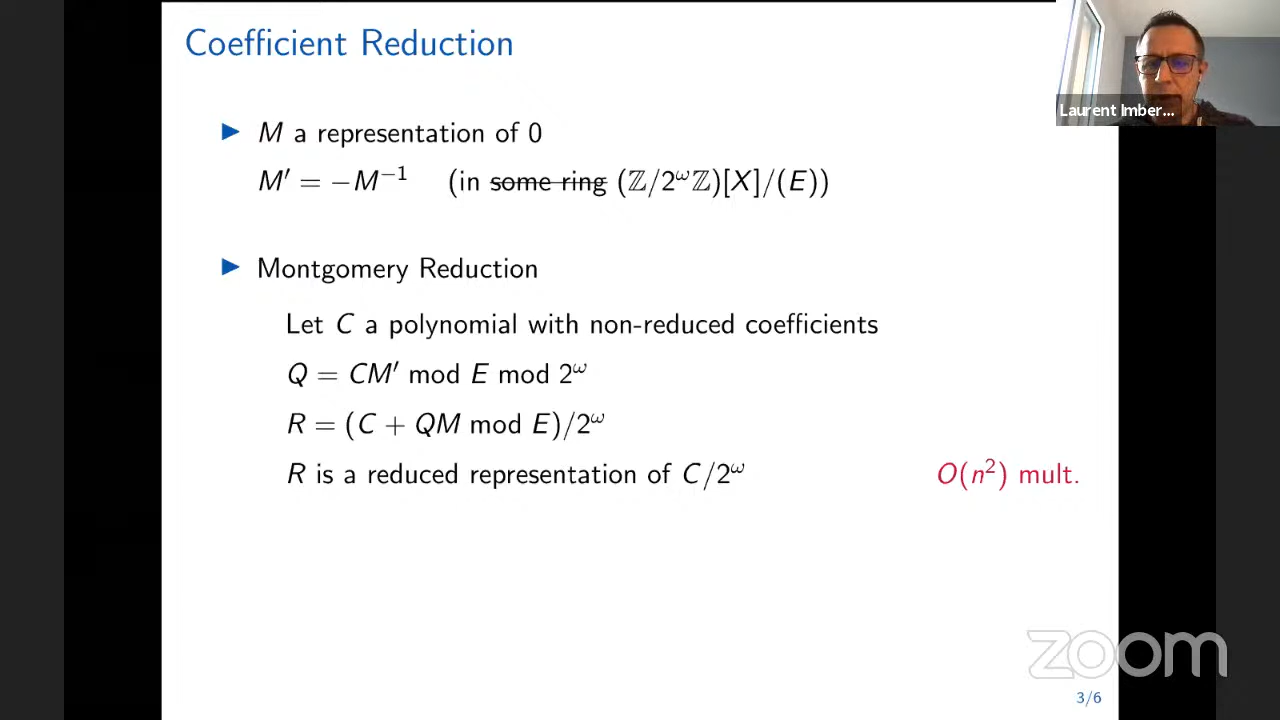 Coefficient Reduction
Laurent Imber...
▶ M a representation of 0
M′ = −M⁻¹ (in some ring (ℤ/2^ωℤ)[X]/(E))
▶ Montgomery Reduction
Let C a polynomial with non-reduced coefficients
Q = CM′ mod E mod 2^ω
R = (C + QM mod E)/2^ω
R is a reduced representation of C/2^ω O(n²) mult.
zoom
3/6